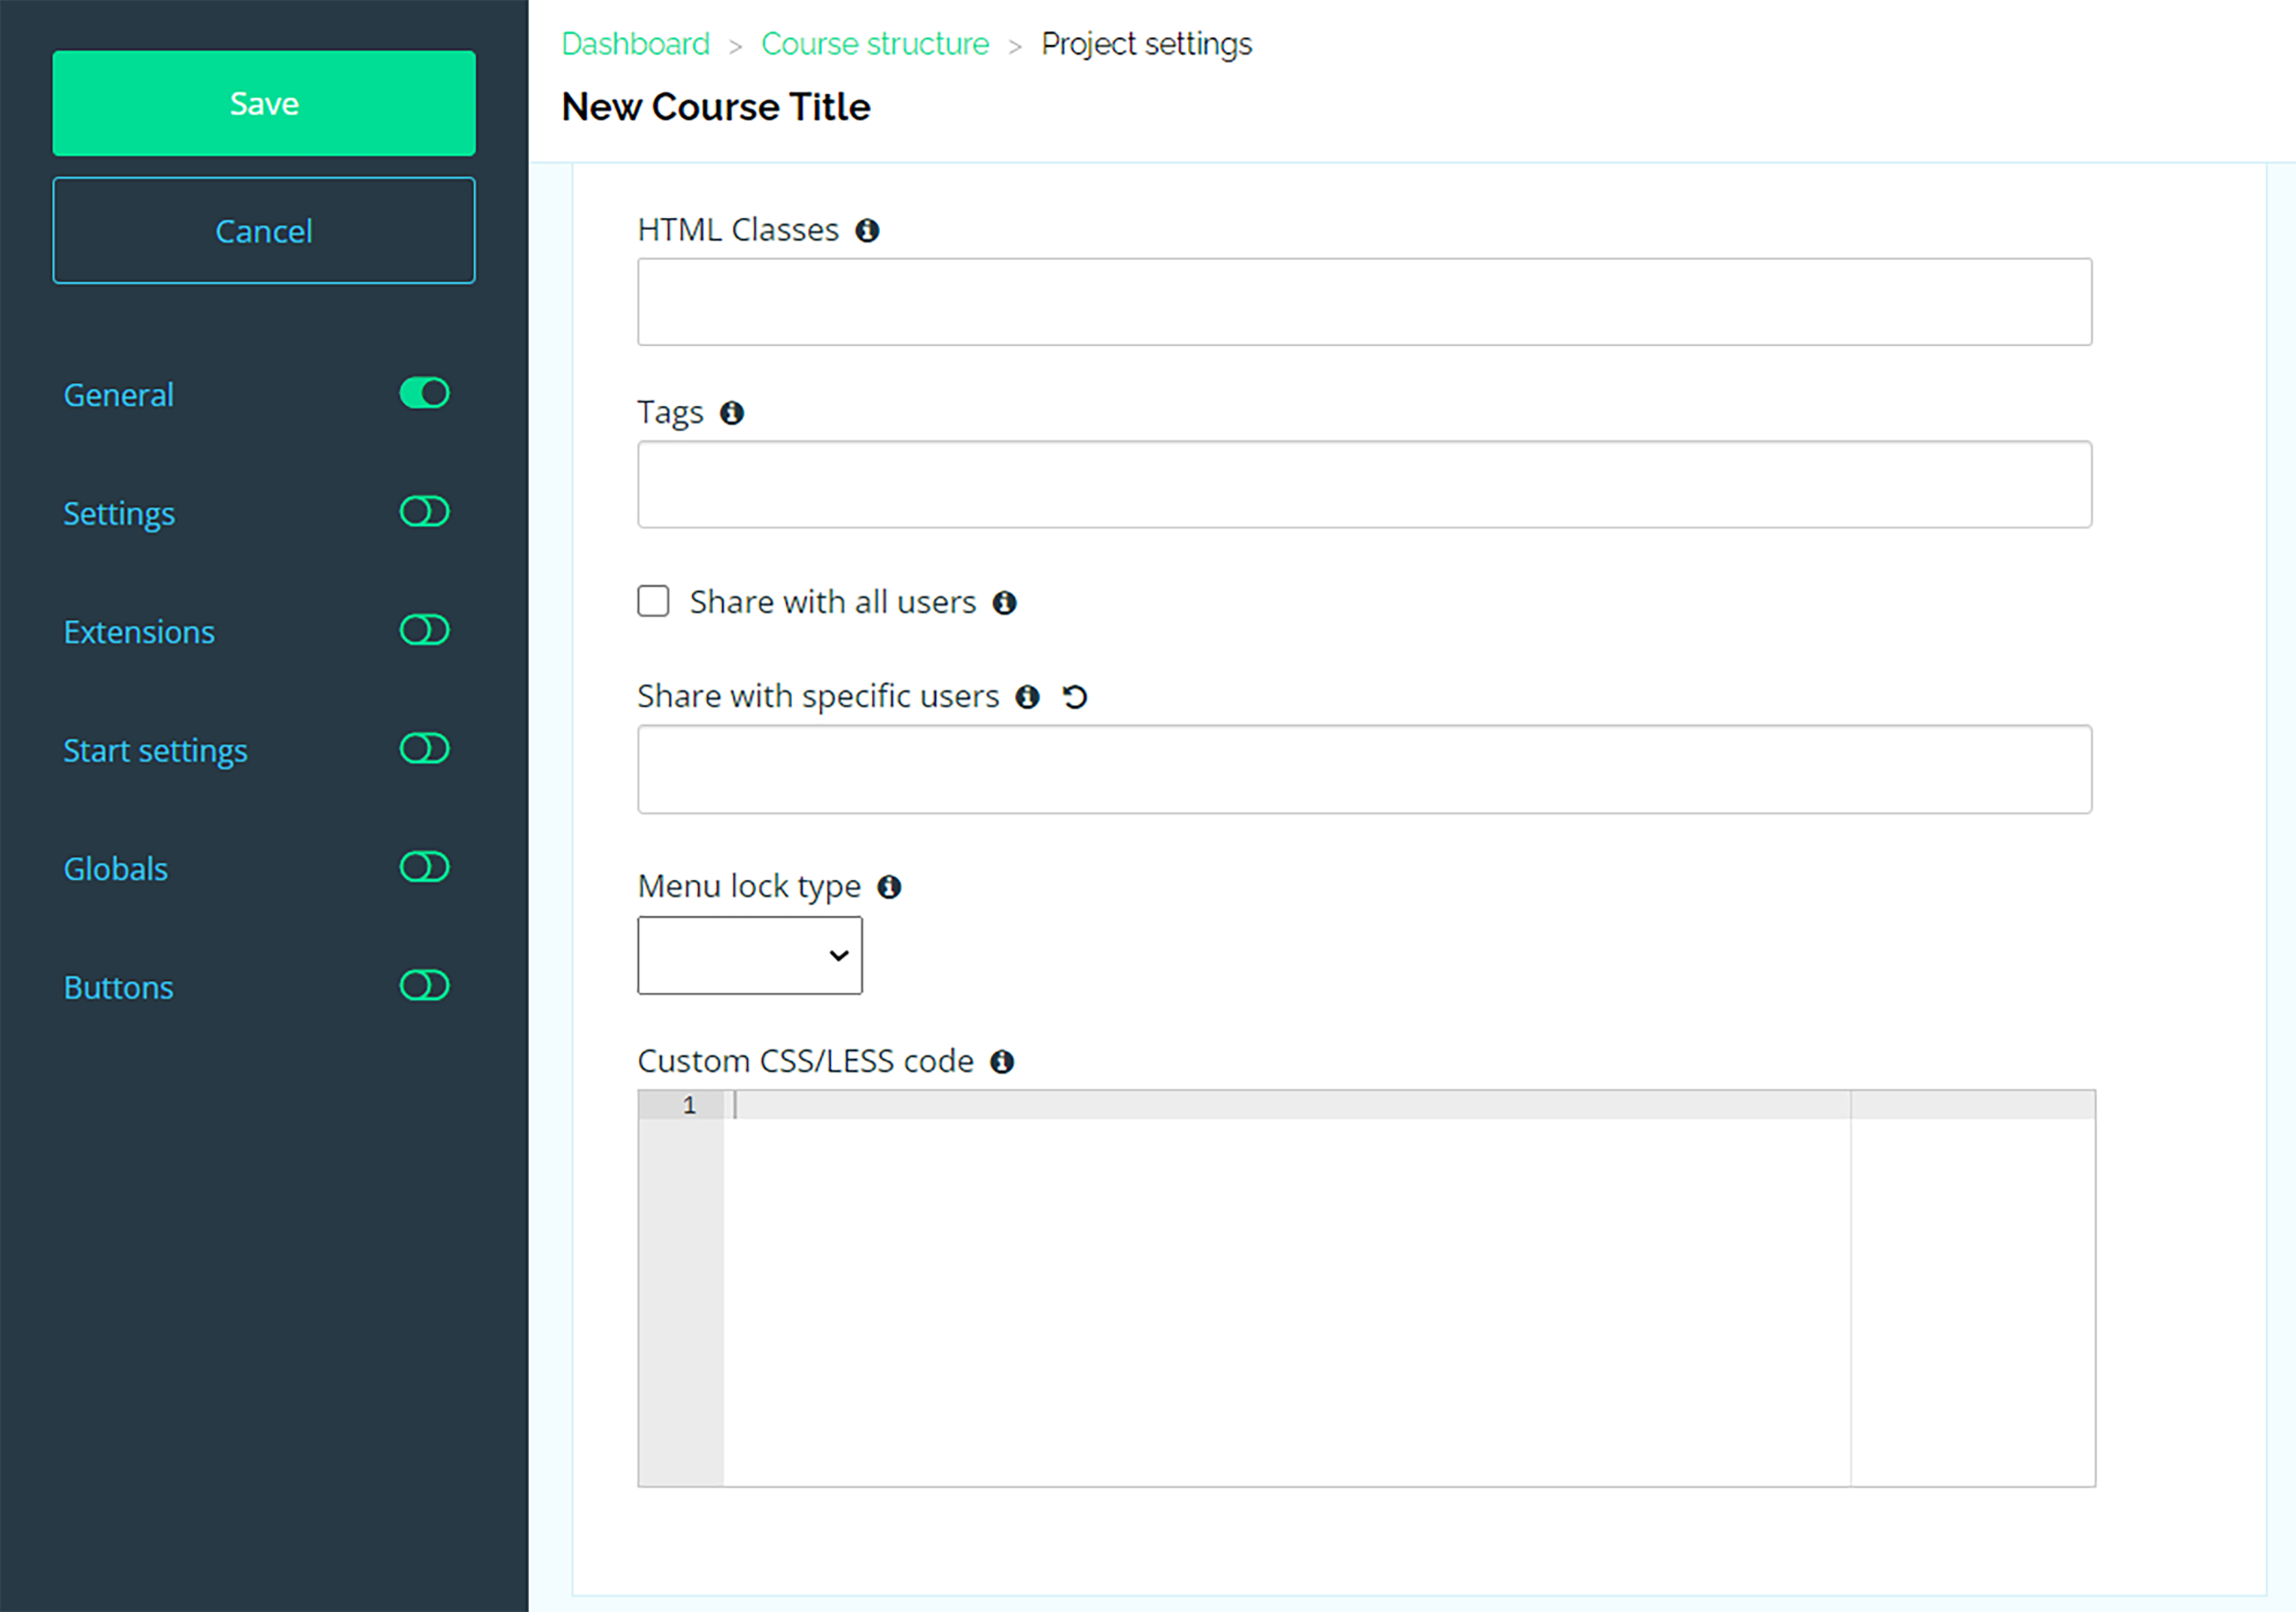 Save
Cancel
General
Settings
Extensions
Start settings
Globals
Buttons
Dashboard > Course structure > Project settings
New Course Title
HTML Classes
Tags
Share with all users
Share with specific users
Menu lock type
Custom CSS/LESS code
1